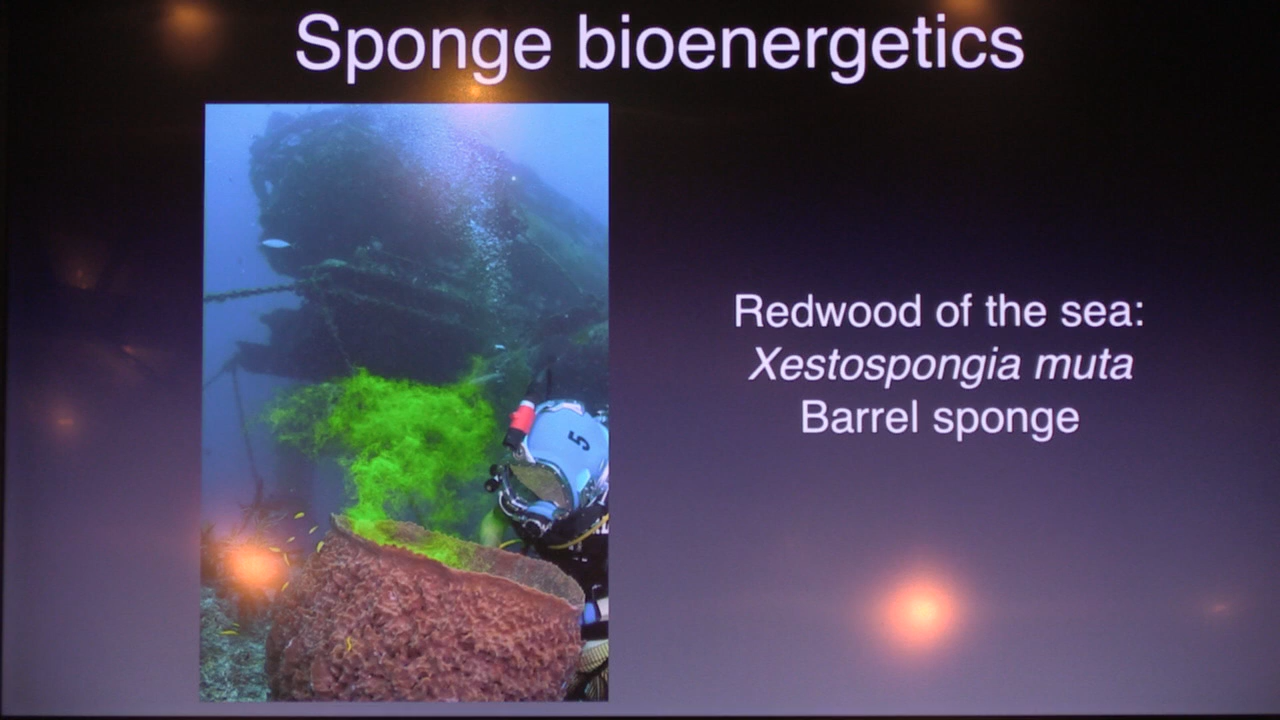 Sponge bioenergetics
5
Redwood of the sea:
Xestospongia muta
Barrel sponge